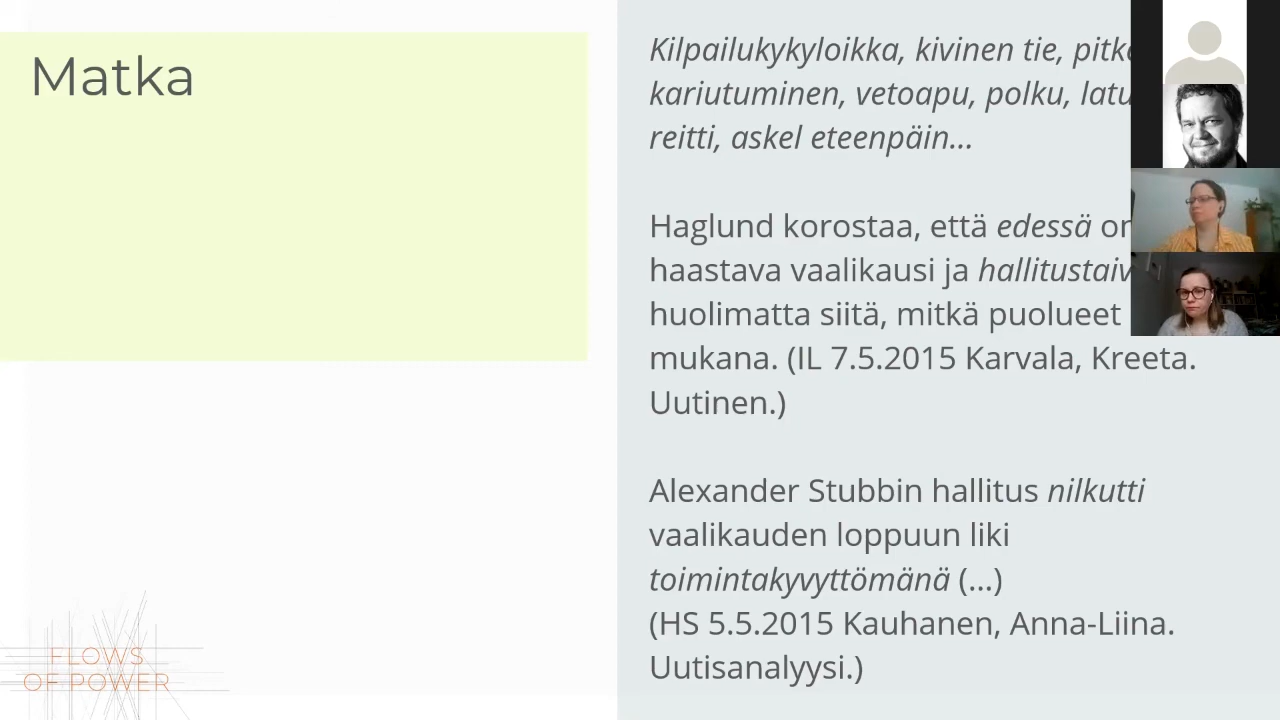 Matka
Kilpailukykyloikka, kivinen tie,
kariutuminen, vetoapu, polku,
reitti, askel eteenpäin...
Haglund korostaa, että edessä
haastava vaalikausi ja
huolimatta siitä, mitkä puolueet
mukana. (IL 7.5.2015 Karvala, Kreeta.
Uutinen.)
Alexander Stubbin hallitus nilkutti
vaalikauden loppuun liki
toimintakyvyttömänä (...)
(HS 5.5.2015 Kauhanen, Anna-Liina.
Uutisanalyysi.)
FLOWS
OF POWER